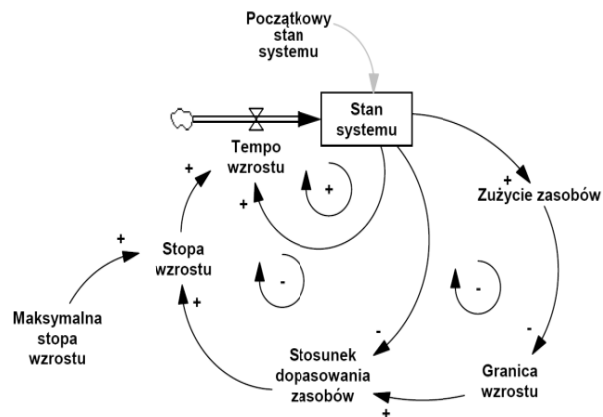 Początkowy
stan
systemu
Stan
systemu
Tempo
wzrostu
+
+
+
+
Zużycie zasobów
+
Stopa
wzrostu
-
-
+
Maksymalna
stopa
wzrostu
-
-
Stosunek
dopasowania
zasobów
Granica
wzrostu
+